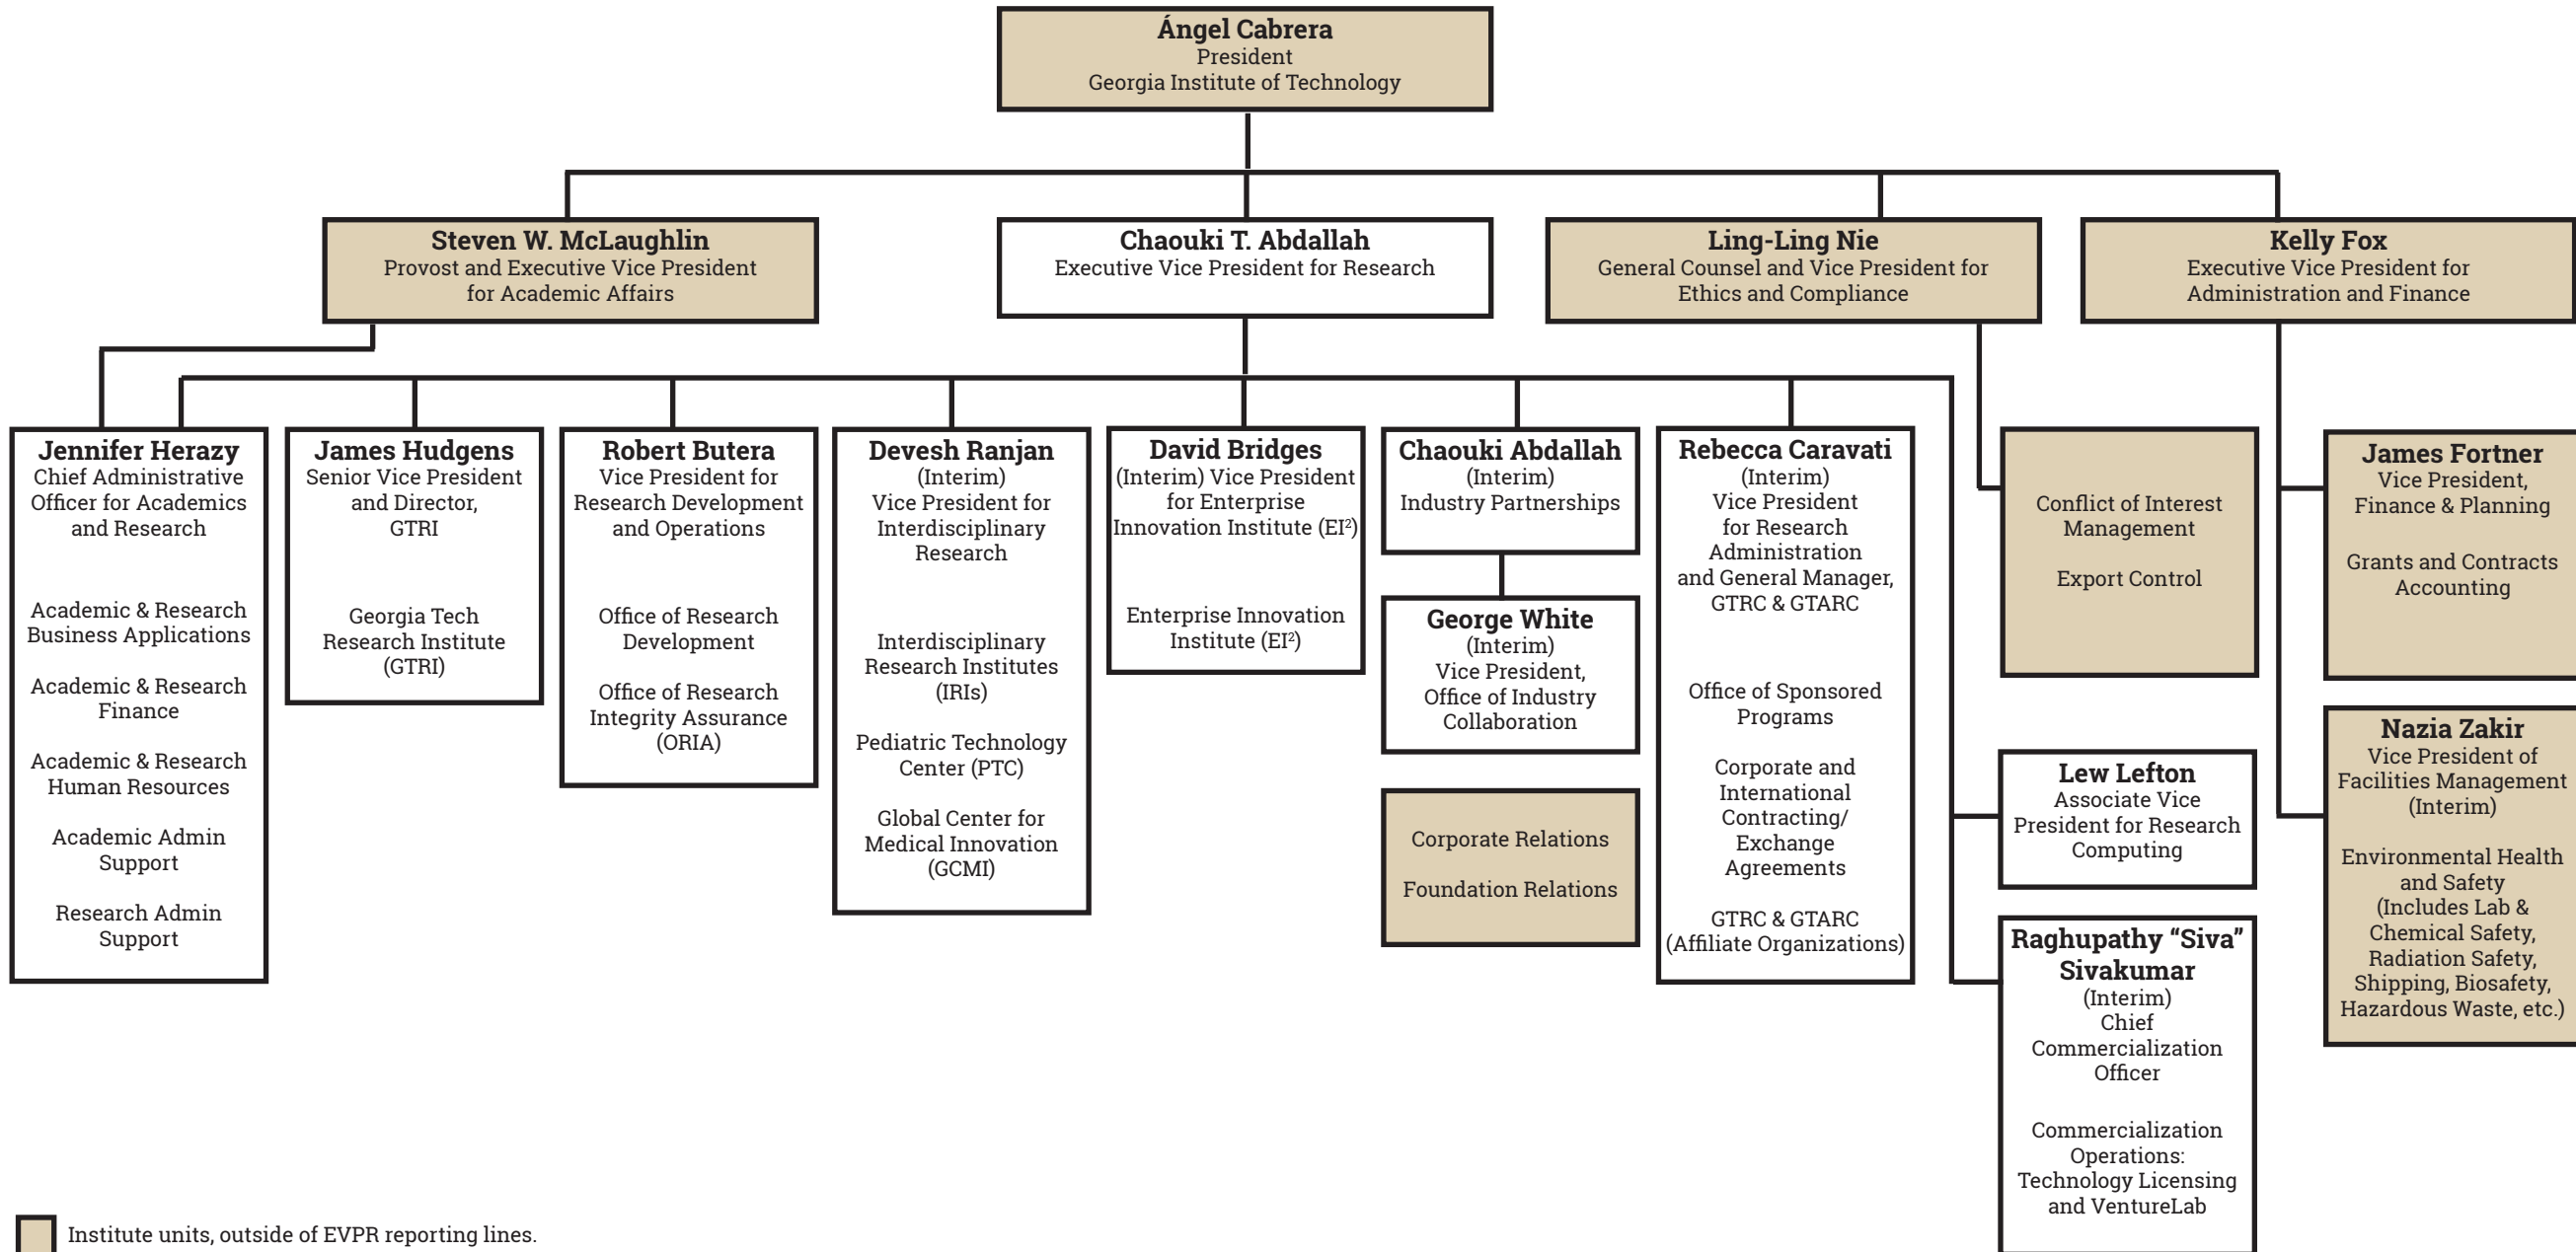 Ángel Cabrera
President
Georgia Institute of Technology
Steven W. McLaughlin
Provost and Executive Vice President
for Academic Affairs
Chaouki T. Abdallah
Executive Vice President for Research
Ling-Ling Nie
General Counsel and Vice President for
Ethics and Compliance
Kelly Fox
Executive Vice President for
Administration and Finance
Jennifer Herazy
Chief Administrative
Officer for Academics
and Research
Academic & Research
Business Applications
Academic & Research
Finance
Academic & Research
Human Resources
Academic Admin
Support
Research Admin
Support
James Hudgens
Senior Vice President
and Director,
GTRI
Georgia Tech
Research Institute
(GTRI)
Robert Butera
Vice President for
Research Development
and Operations
Office of Research
Development
Office of Research
Integrity Assurance
(ORIA)
Devesh Ranjan
(Interim)
Vice President for
Interdisciplinary
Research
Interdisciplinary
Research Institutes
(IRIs)
Pediatric Technology
Center (PTC)
Global Center for
Medical Innovation
(GCMI)
David Bridges
(Interim) Vice President
for Enterprise
Innovation Institute (EI²)
Enterprise Innovation
Institute (EI²)
Chaouki Abdallah
(Interim)
Industry Partnerships
George White
(Interim)
Vice President,
Office of Industry
Collaboration
Corporate Relations
Foundation Relations
Rebecca Caravati
(Interim)
Vice President
for Research
Administration
and General Manager,
GTRC & GTARC
Office of Sponsored
Programs
Corporate and
International
Contracting/
Exchange
Agreements
GTRC & GTARC
(Affiliate Organizations)
Conflict of Interest
Management
Export Control
Lew Lefton
Associate Vice
President for Research
Computing
Raghupathy “Siva”
Sivakumar
(Interim)
Chief
Commercialization
Officer
Commercialization
Operations:
Technology Licensing
and VentureLab
James Fortner
Vice President,
Finance & Planning
Grants and Contracts
Accounting
Nazia Zakir
Vice President of
Facilities Management
(Interim)
Environmental Health
and Safety
(Includes Lab &
Chemical Safety,
Radiation Safety,
Shipping, Biosafety,
Hazardous Waste, etc.)
Institute units, outside of EVPR reporting lines.